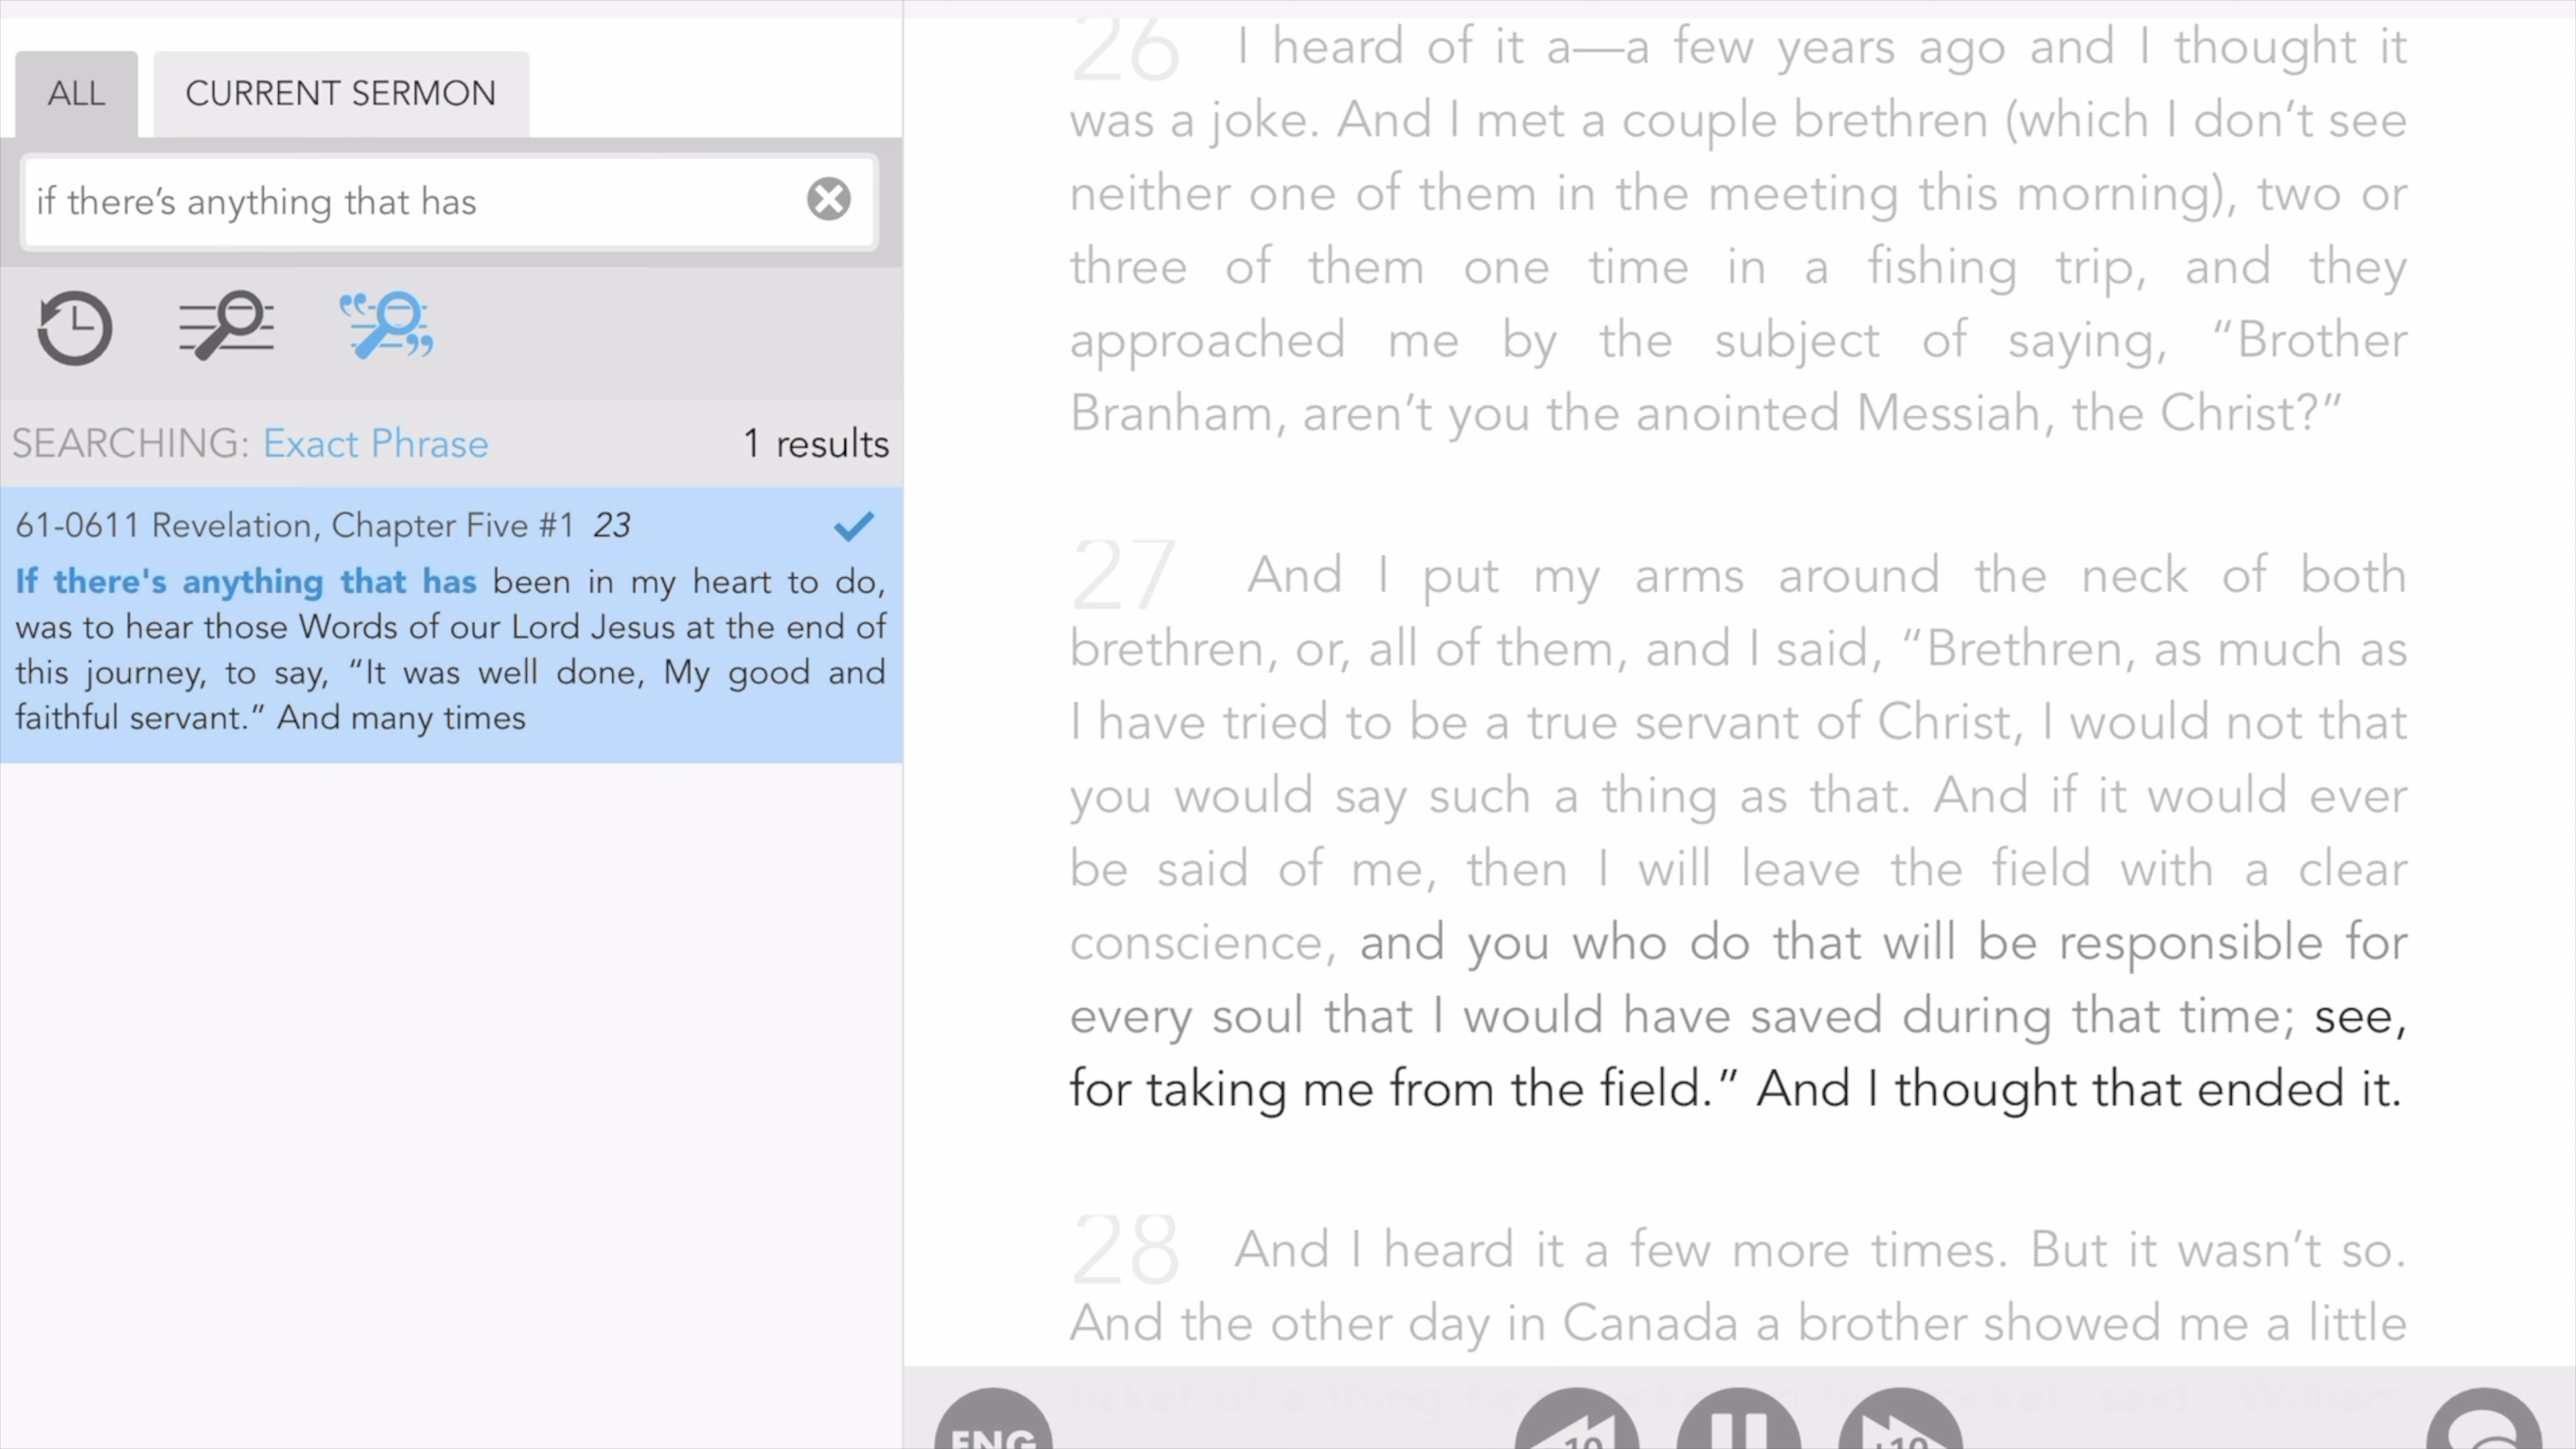 ALL
CURRENT SERMON
if there’s anything that has
SEARCHING: Exact Phrase
1 results
61-0611 Revelation, Chapter Five #1 23
If there's anything that has been in my heart to do,
was to hear those Words of our Lord Jesus at the end of
this journey, to say, “It was well done, My good and
faithful servant.” And many times
26 I heard of it a—a few years ago and I thought it
was a joke. And I met a couple brethren (which I don’t see
neither one of them in the meeting this morning), two or
three of them one time in a fishing trip, and they
approached me by the subject of saying, “Brother
Branham, aren’t you the anointed Messiah, the Christ?”
27 And I put my arms around the neck of both
brethren, or, all of them, and I said, “Brethren, as much as
I have tried to be a true servant of Christ, I would not that
you would say such a thing as that. And if it would ever
be said of me, then I will leave the field with a clear
conscience, and you who do that will be responsible for
every soul that I would have saved during that time; see,
for taking me from the field.” And I thought that ended it.
28 And I heard it a few more times. But it wasn’t so.
And the other day in Canada a brother showed me a little
ticket of a thing said “William
ENG
-10
+10